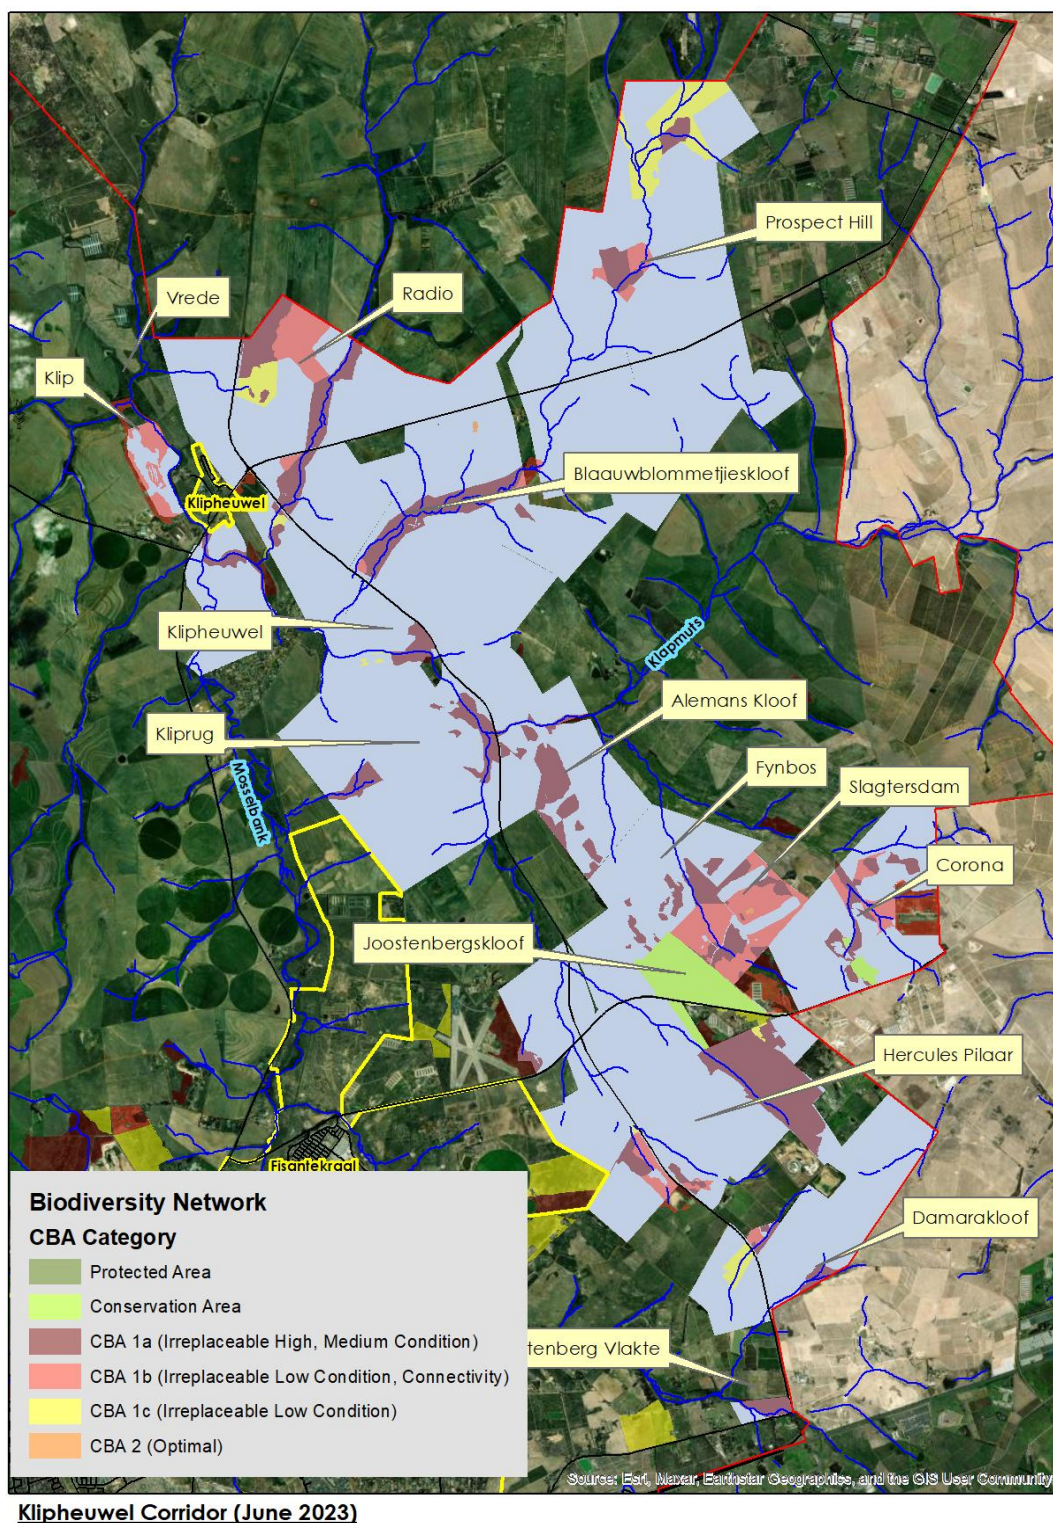 Prospect Hill
Vrede
Radio
Klip
Blaauwblommetjieskloof
Klipheuwel
Klipheuwel
Klapmuts
Alemans Kloof
Kliprug
Fynbos
Slagtersdam
Mosselbank
Corona
Joostenbergskloof
Hercules Pilaar
Fisantekraal
Damarakloof
tenberg Vlakte
Biodiversity Network
CBA Category
Protected Area
Conservation Area
CBA 1a (Irreplaceable High, Medium Condition)
CBA 1b (Irreplaceable Low Condition, Connectivity)
CBA 1c (Irreplaceable Low Condition)
CBA 2 (Optimal)
Source: Esri, Maxar, Earthstar Geographics, and the GIS User Community
Klipheuwel Corridor (June 2023)